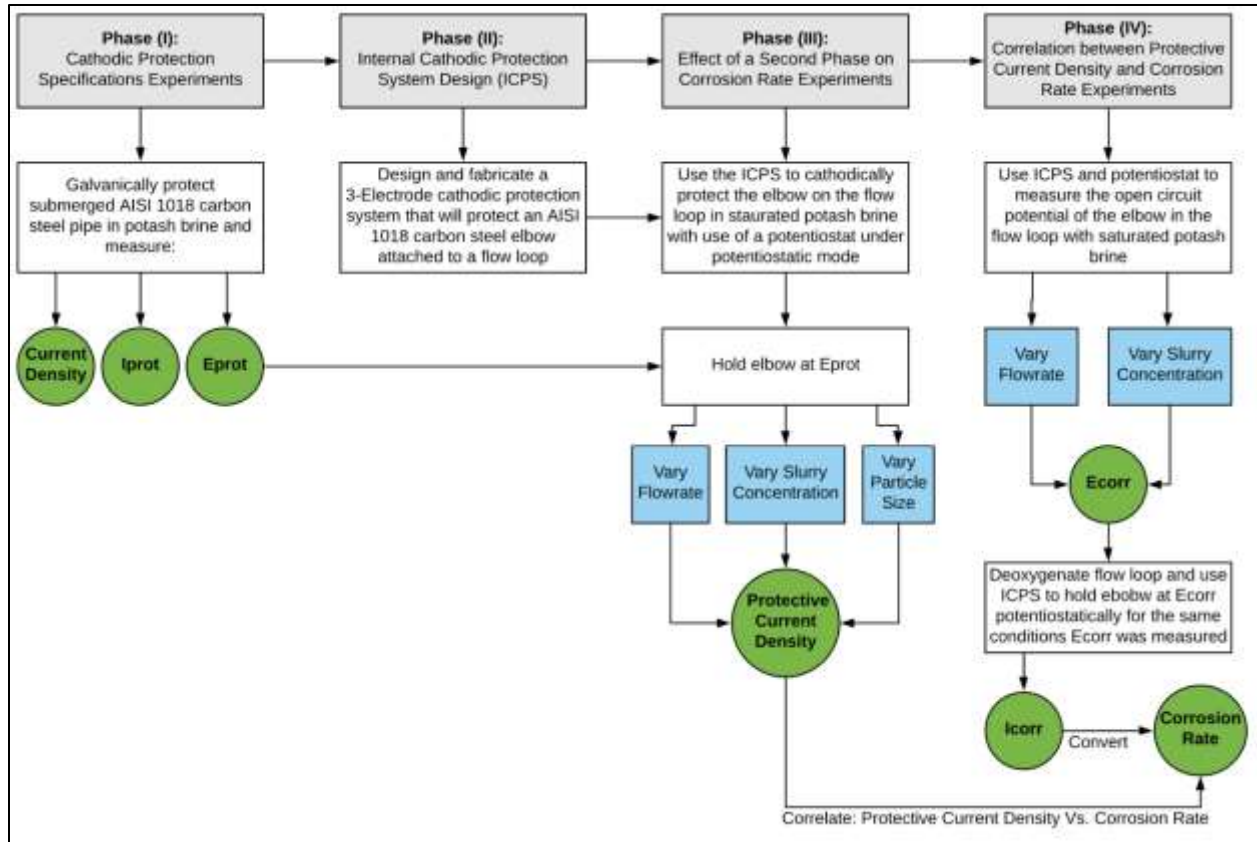 Phase (I):
Cathodic Protection
Specifications Experiments
Phase (II):
Internal Cathodic Protection
System Design (ICPS)
Phase (III):
Effect of a Second Phase on
Corrosion Rate Experiments
Phase (IV):
Correlation between Protective
Current Density and Corrosion
Rate Experiments
Galvanically protect
submerged AISI 1018 carbon
steel pipe in potash brine and
measure:
Design and fabricate a
3-Electrode cathodic protection
system that will protect an AISI
1018 carbon steel elbow
attached to a flow loop
Use the ICPS to cathodically
protect the elbow on the flow
loop in staurated potash brine
with use of a potentiostat under
potentiostatic mode
Use ICPS and potentiostat to
measure the open circuit
potential of the elbow in the
flow loop with saturated potash
brine
Current
Density
Iprot
Eprot
Hold elbow at Eprot
Vary
Flowrate
Vary Slurry
Concentration
Vary
Flowrate
Vary Slurry
Concentration
Vary
Particle
Size
Ecorr
Protective
Current
Density
Deoxygenate flow loop and use
ICPS to hold ebobw at Ecorr
potentiostatically for the same
conditions Ecorr was measured
Icorr
Convert
Corrosion
Rate
Correlate: Protective Current Density Vs. Corrosion Rate